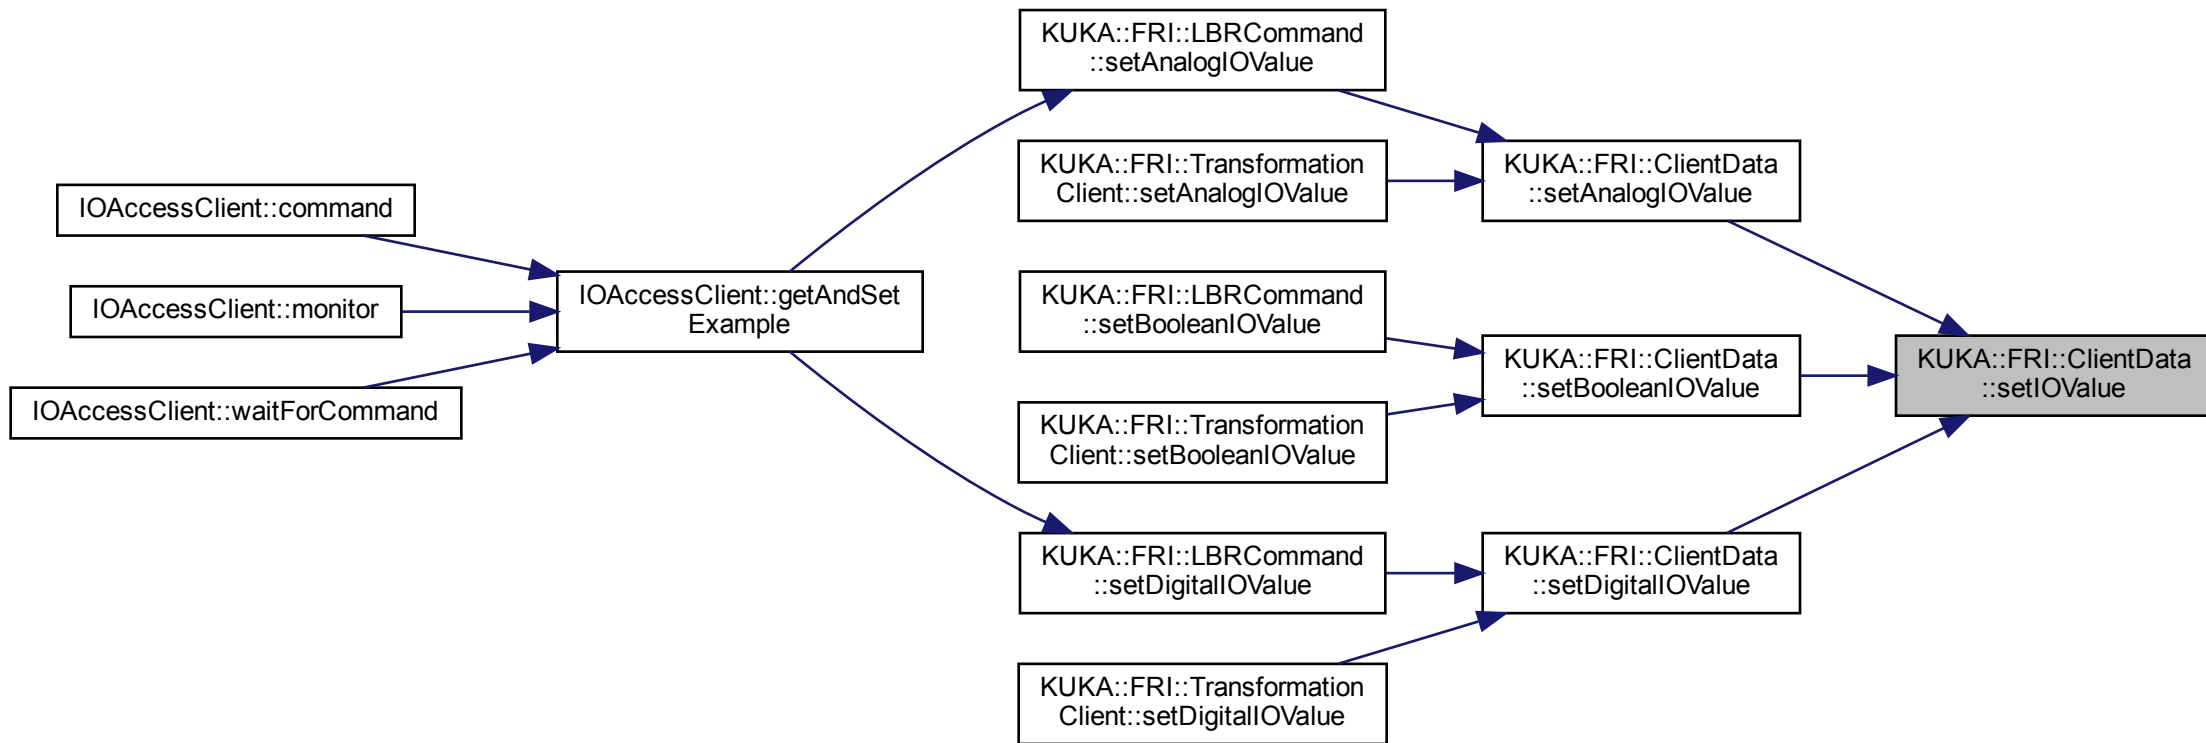 KUKA::FRI::LBRCommand
::setAnalogIOValue
KUKA::FRI::Transformation
Client::setAnalogIOValue
KUKA::FRI::ClientData
::setAnalogIOValue
IOAccessClient::command
IOAccessClient::monitor
IOAccessClient::waitForCommand
IOAccessClient::getAndSet
Example
KUKA::FRI::LBRCommand
::setBooleanIOValue
KUKA::FRI::Transformation
Client::setBooleanIOValue
KUKA::FRI::ClientData
::setBooleanIOValue
KUKA::FRI::ClientData
::setIOValue
KUKA::FRI::LBRCommand
::setDigitalIOValue
KUKA::FRI::ClientData
::setDigitalIOValue
KUKA::FRI::Transformation
Client::setDigitalIOValue